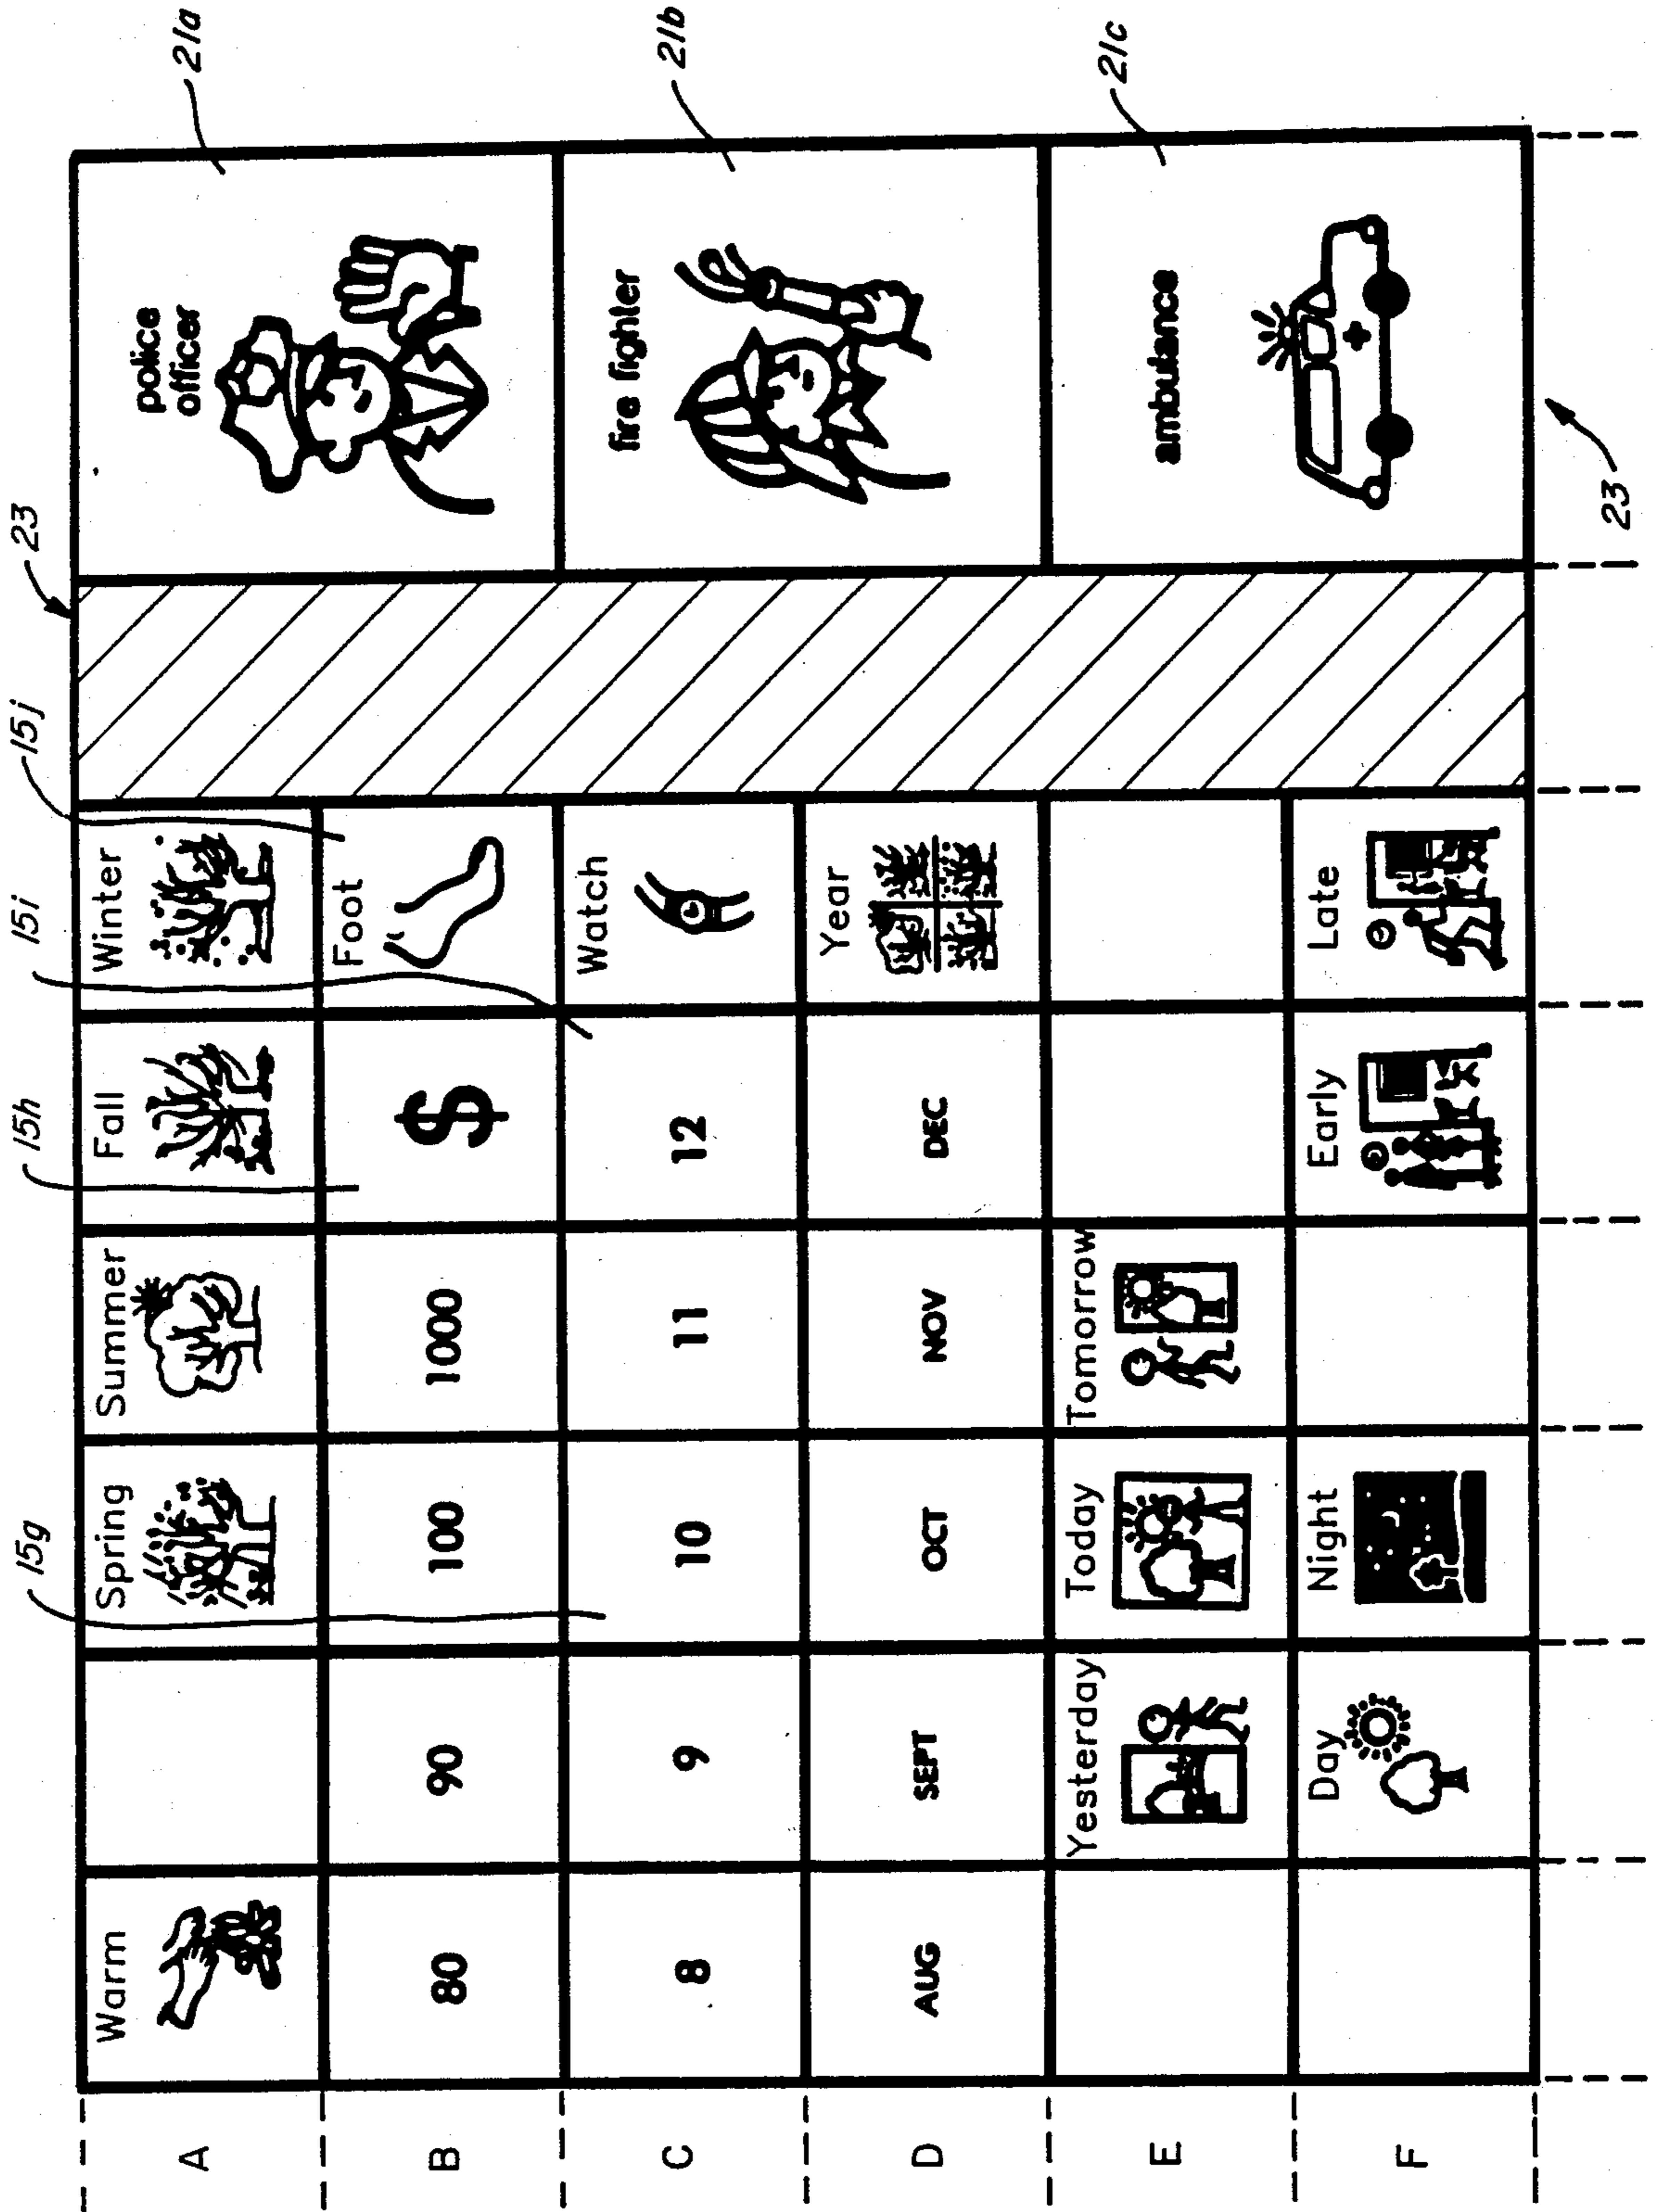 15g
15h
15i
15j
23
21a
21b
21c
A
Warm
Spring
Summer
Fall
Winter
police
officer
B
80
90
100
1000
$
Foot
C
8
9
10
11
12
Watch
fire fighter
D
AUG
SEPT
OCT
NOV
DEC
Year
E
Yesterday
Today
Tomorrow
ambulance
F
Day
Night
Early
Late
23